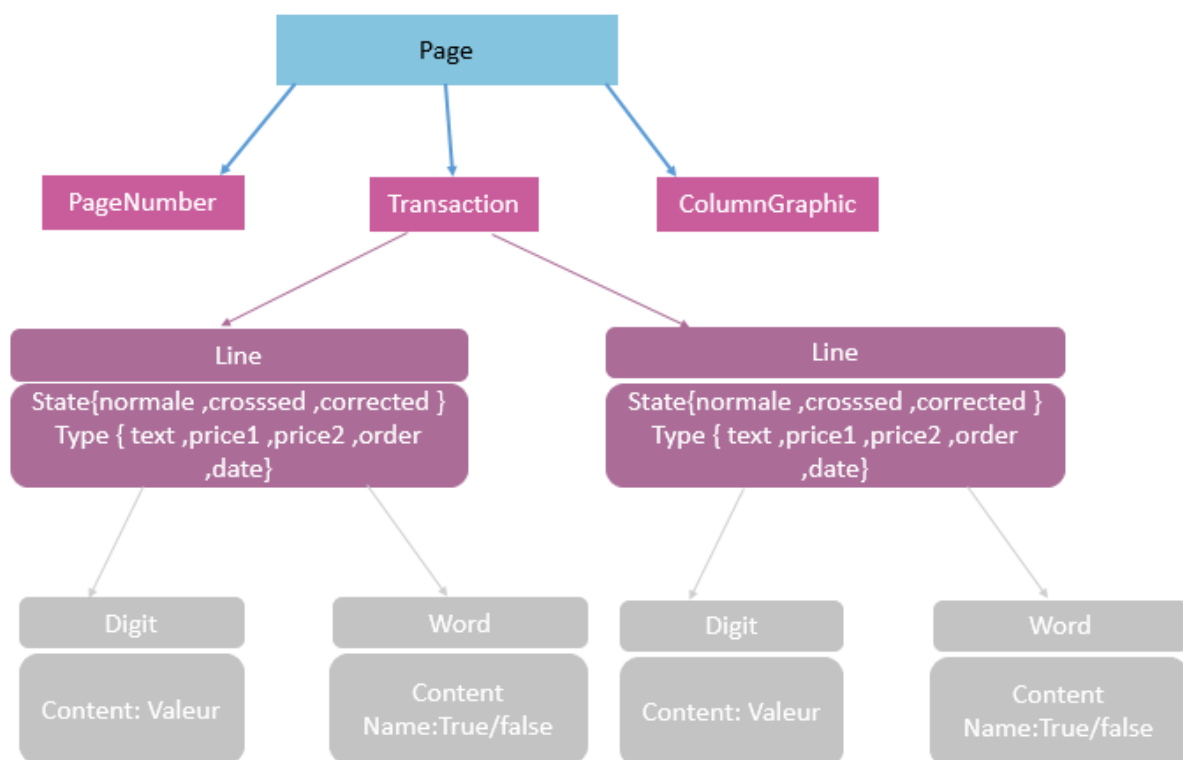 Page
PageNumber
Transaction
ColumnGraphic
Line
State{normale ,crosssed ,corrected }
Type { text ,price1 ,price2 ,order
,date}
Line
State{normale ,crosssed ,corrected }
Type { text ,price1 ,price2 ,order
,date}
Digit
Content: Valeur
Word
Content
Name:True/false
Digit
Content: Valeur
Word
Content
Name:True/false